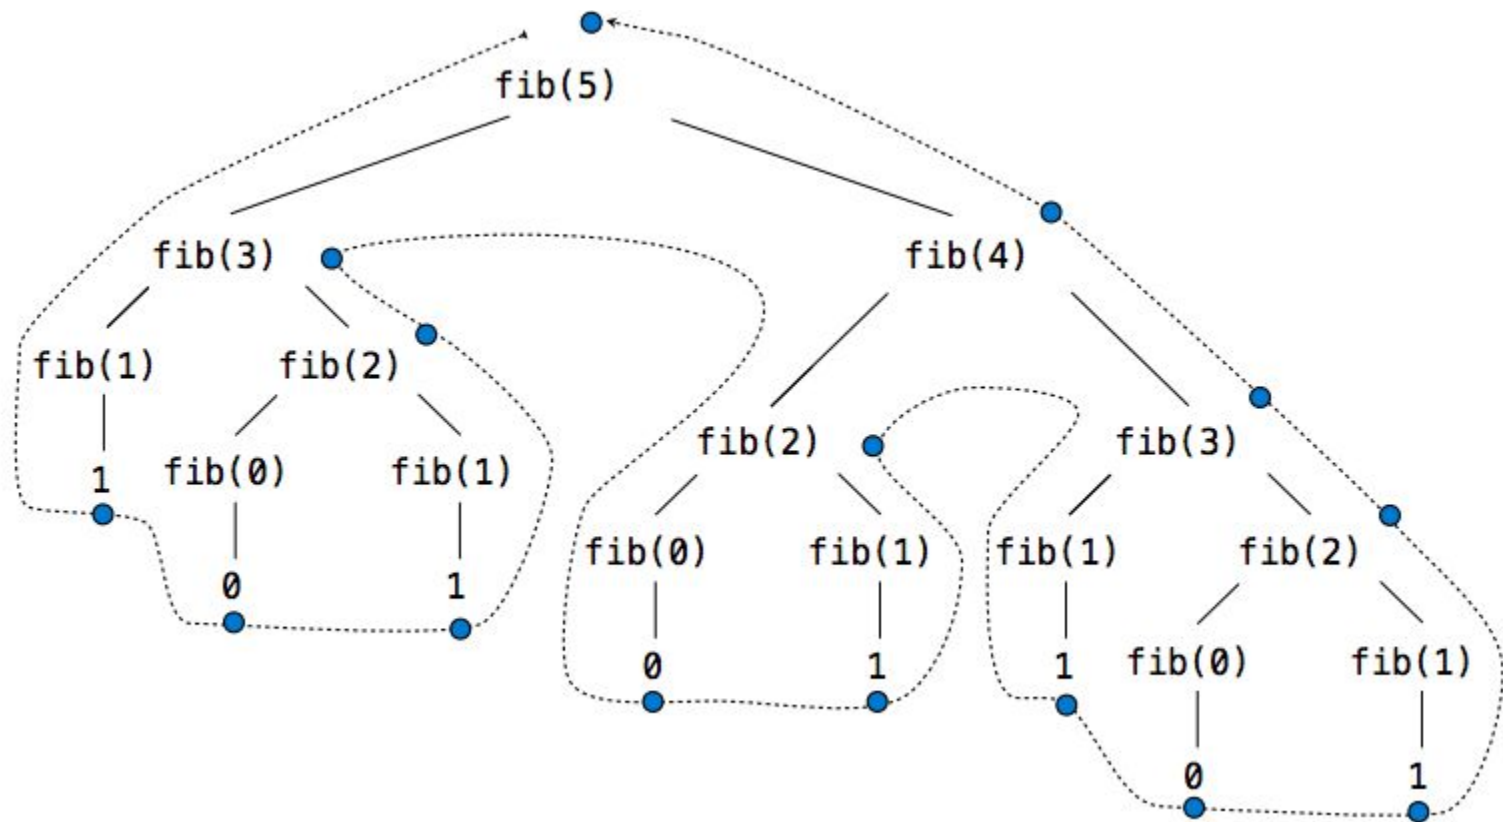 fib(5)
fib(3) fib(4)
fib(1) fib(2)
fib(2) fib(3)
1 fib(0) fib(1)
fib(0) fib(1) fib(1) fib(2)
0 1
0 1 1 fib(0) fib(1)
0 1